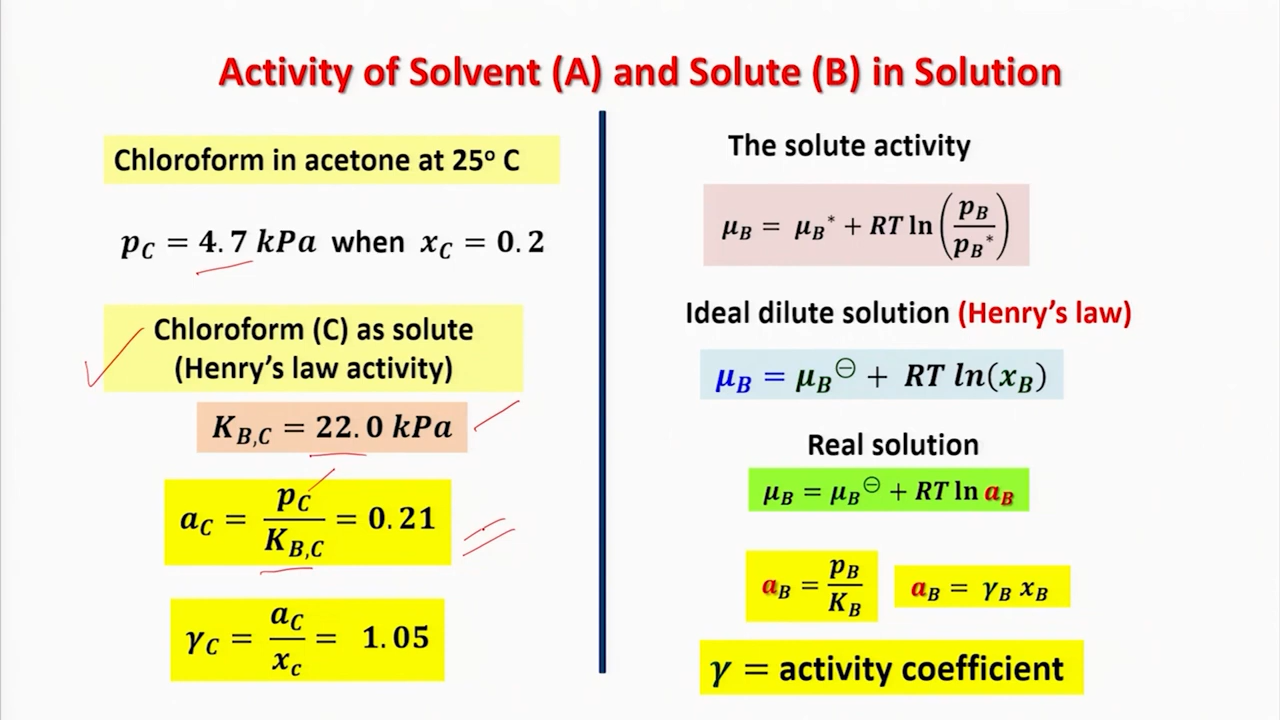 Activity of Solvent (A) and Solute (B) in Solution
Chloroform in acetone at 25° C
p_C = 4.7 kPa when x_C = 0.2
Chloroform (C) as solute
(Henry's law activity)
K_{B,C} = 22.0 kPa
a_C = p_C / K_{B,C} = 0.21
γ_C = a_C / x_c = 1.05
The solute activity
μ_B = μ_B* + RT ln(p_B / p_B*)
Ideal dilute solution (Henry's law)
μ_B = μ_B^⊖ + RT ln(x_B)
Real solution
μ_B = μ_B^⊖ + RT ln a_B
a_B = p_B / K_B
a_B = γ_B x_B
γ = activity coefficient